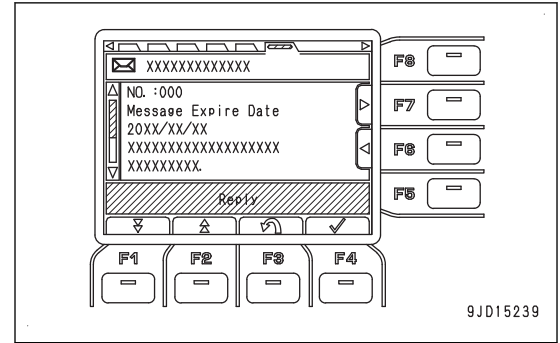 XXXXXXXXXXXXX
NO. :000
Message Expire Date
20XX/XX/XX
XXXXXXXXXXXXXXXXXXX
XXXXXXXXX.
Reply
F8
F7
F6
F5
F1 F2 F3 F4
9JD15239